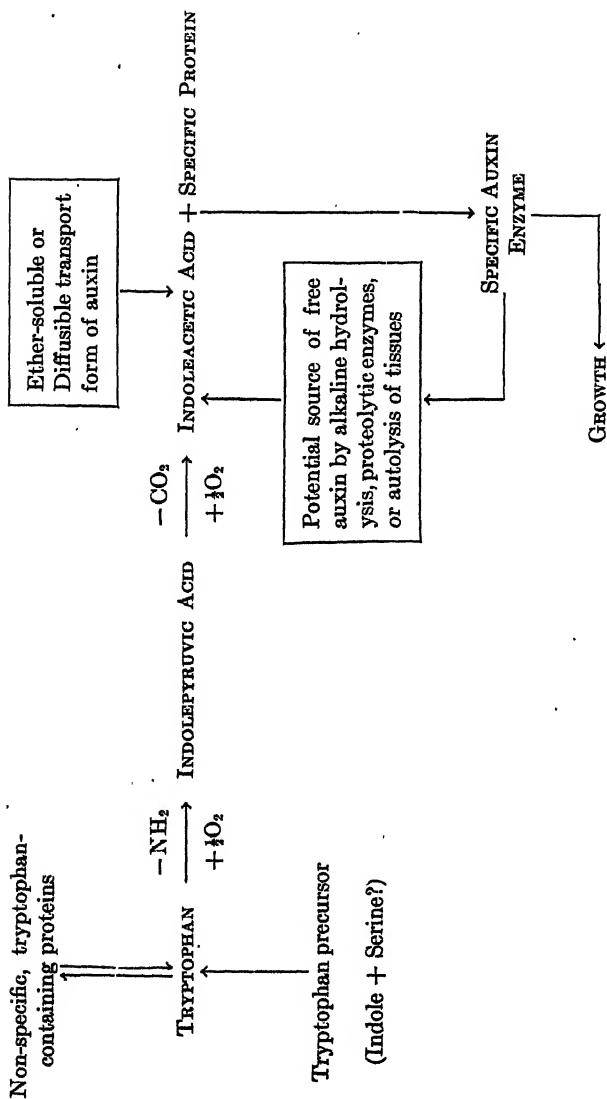 Non-specific, tryptophan-
containing proteins
TRYPTOPHAN
Tryptophan precursor
(Indole + Serine?)
−NH₂
+½O₂
INDOLEPYRUVIC ACID
−CO₂
+½O₂
Ether-soluble or
Diffusible transport
form of auxin
INDOLEACETIC ACID + SPECIFIC PROTEIN
Potential source of free
auxin by alkaline hydrol-
ysis, proteolytic enzymes,
or autolysis of tissues
SPECIFIC AUXIN
ENZYME
GROWTH